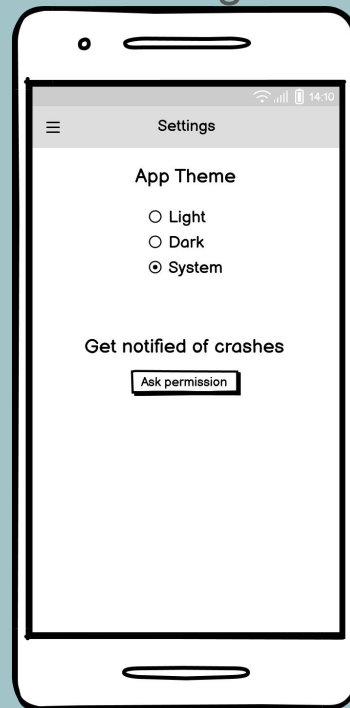 14:10
Settings
App Theme
Light
Dark
System
Get notified of crashes
Ask permission